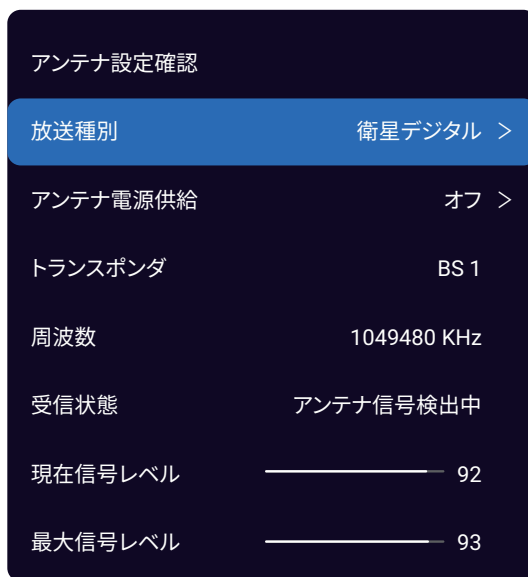 アンテナ設定確認
放送種別 衛星デジタル >
アンテナ電源供給 オフ >
トランスポンダ BS 1
周波数 1049480 KHz
受信状態 アンテナ信号検出中
現在信号レベル 92
最大信号レベル 93